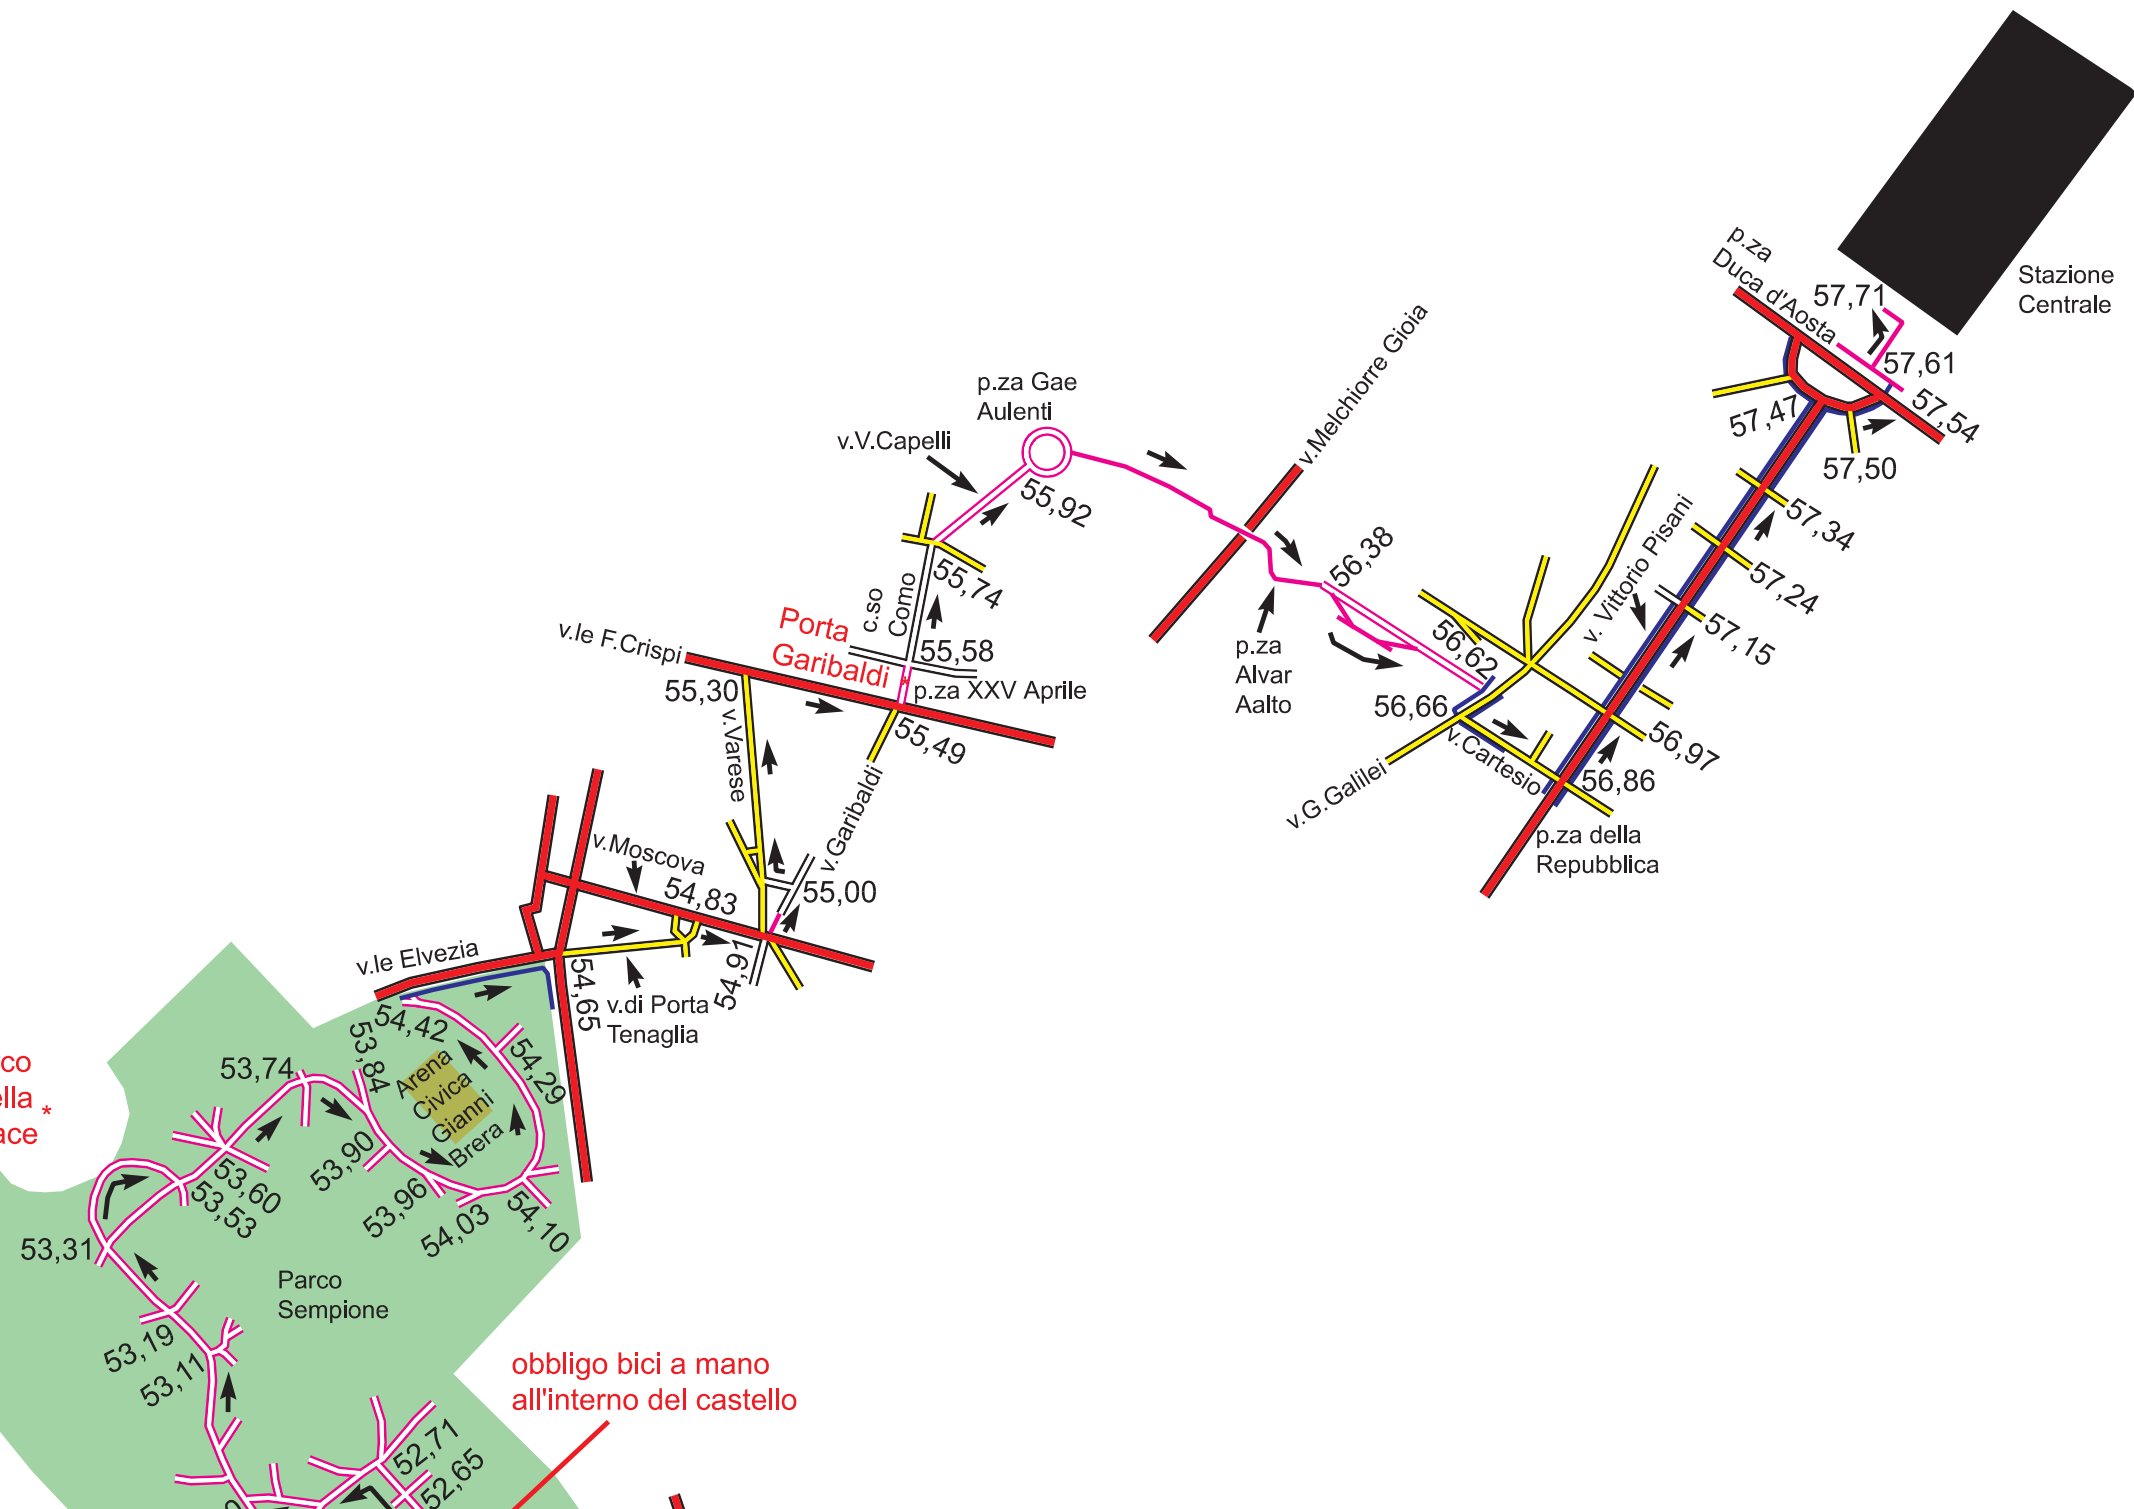 p.za
Duca d'Aosta
57,71
Stazione
Centrale
57,61
57,54
57,47
57,50
v.Melchiorre Gioia
p.za Gae
Aulenti
v.V.Capelli
55,92
57,34
57,24
v. Vittorio Pisani
57,15
56,38
55,74
c.so
Como
Porta
Garibaldi *
v.le F.Crispi
55,58
p.za XXV Aprile
55,30
55,49
p.za
Alvar
Aalto
56,62
56,66
56,97
v.Cartesio
56,86
v.G.Galilei
p.za della
Repubblica
v.Varese
v.Garibaldi
v.Moscova
54,83
55,00
54,91
v.le Elvezia
54,65
v.di Porta
Tenaglia
54,42
53,84
53,74
Arena
Civica
Gianni
Brera
54,29
53,90
53,60
53,53
53,96
54,03
54,10
53,31
Parco
Sempione
53,19
53,11
obbligo bici a mano
all'interno del castello
52,71
52,65